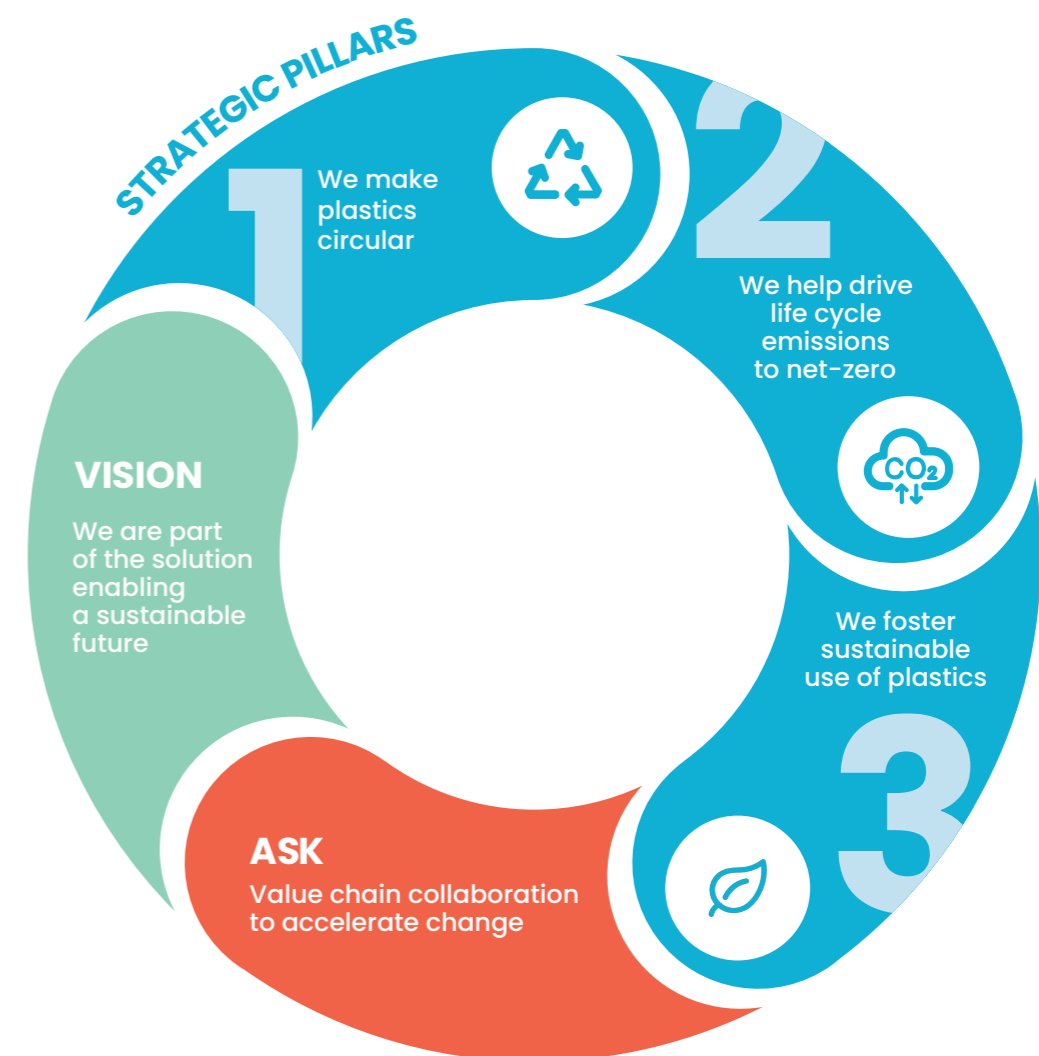 STRATEGIC PILLARS
1
We make
plastics
circular
2
We help drive
life cycle
emissions
to net-zero
CO₂
We foster
sustainable
use of plastics
3
VISION
We are part
of the solution
enabling
a sustainable
future
ASK
Value chain collaboration
to accelerate change